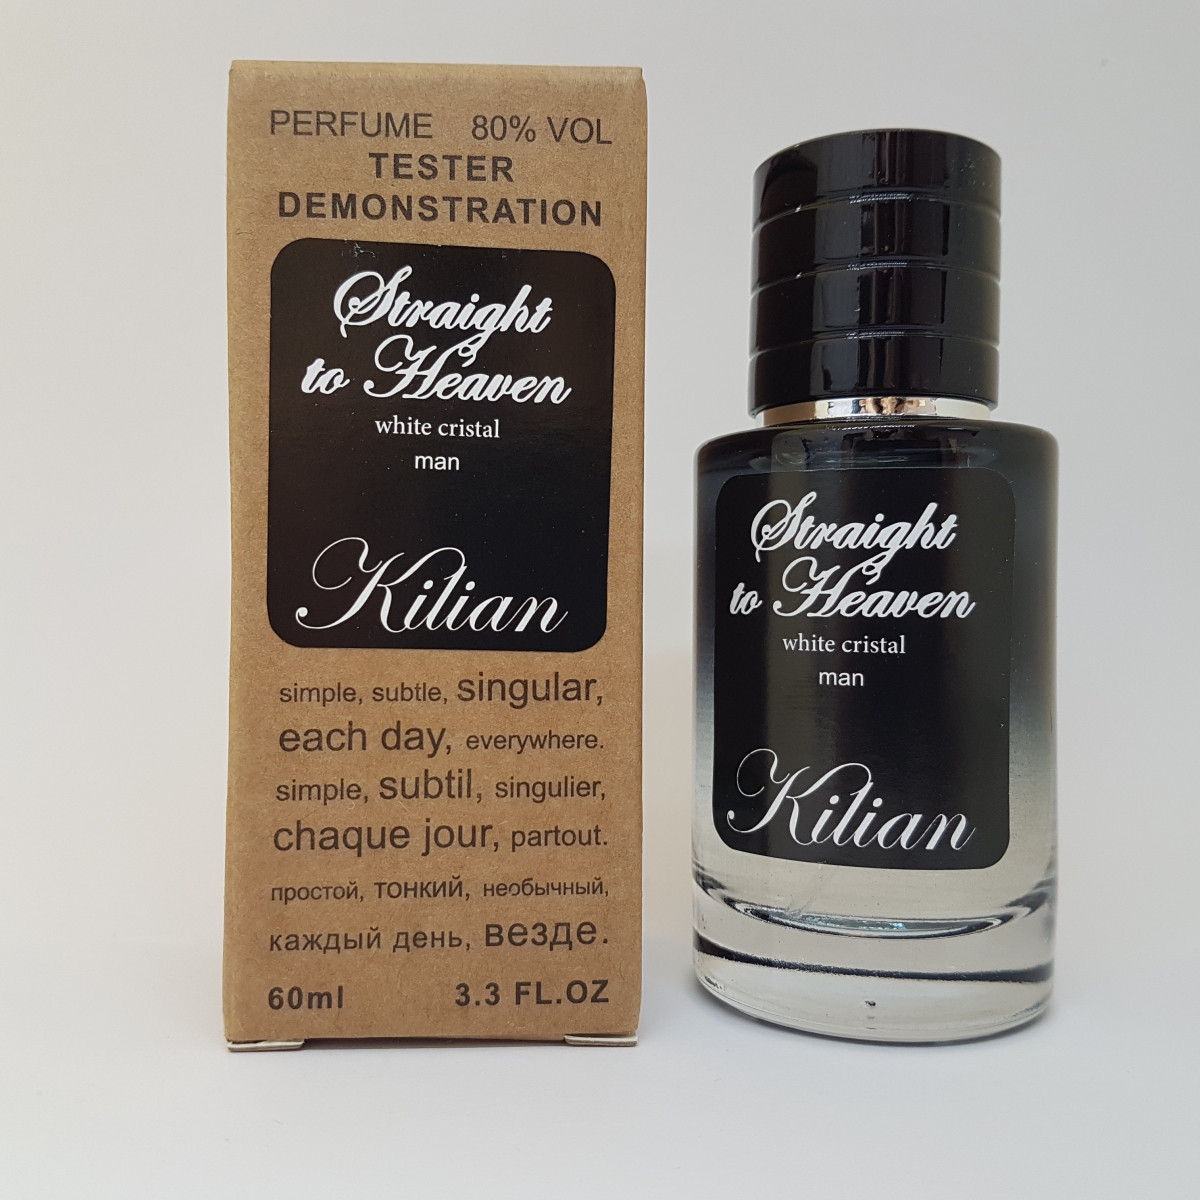 PERFUME 80% VOL
TESTER
DEMONSTRATION
Straight
to Heaven
white cristal
man
Kilian
simple, subtle, singular,
each day, everywhere.
simple, subtil, singulier,
chaque jour, partout.
простой, тонкий, необычный,
каждый день, везде.
60ml 3.3 FL.OZ
Straight
to Heaven
white cristal
man
Kilian